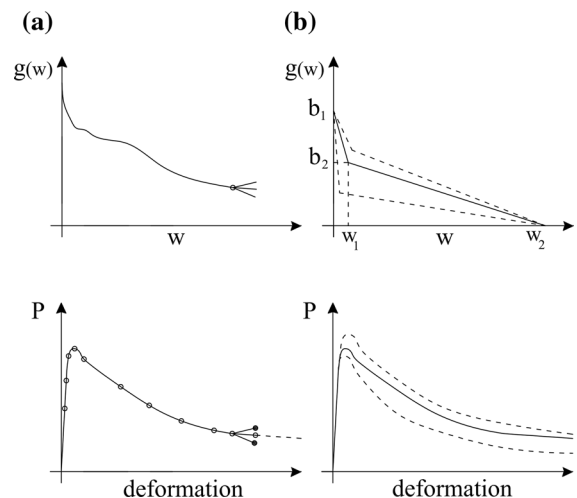 (a)
g(w)
w
(b)
g(w)
b1
b2
w1
w
w2
P
deformation
P
deformation